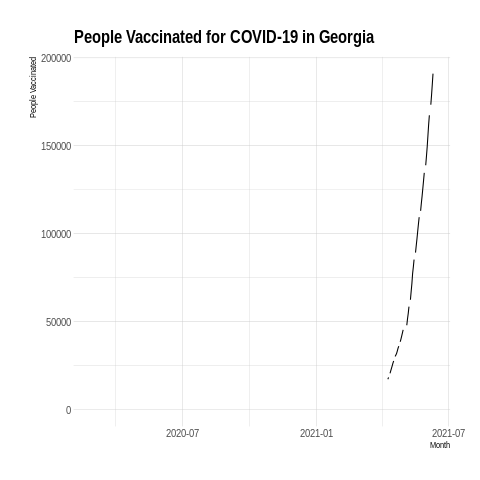 People Vaccinated for COVID-19 in Georgia
People Vaccinated
200000
150000
100000
50000
0
2020-07
2021-01
2021-07
Month